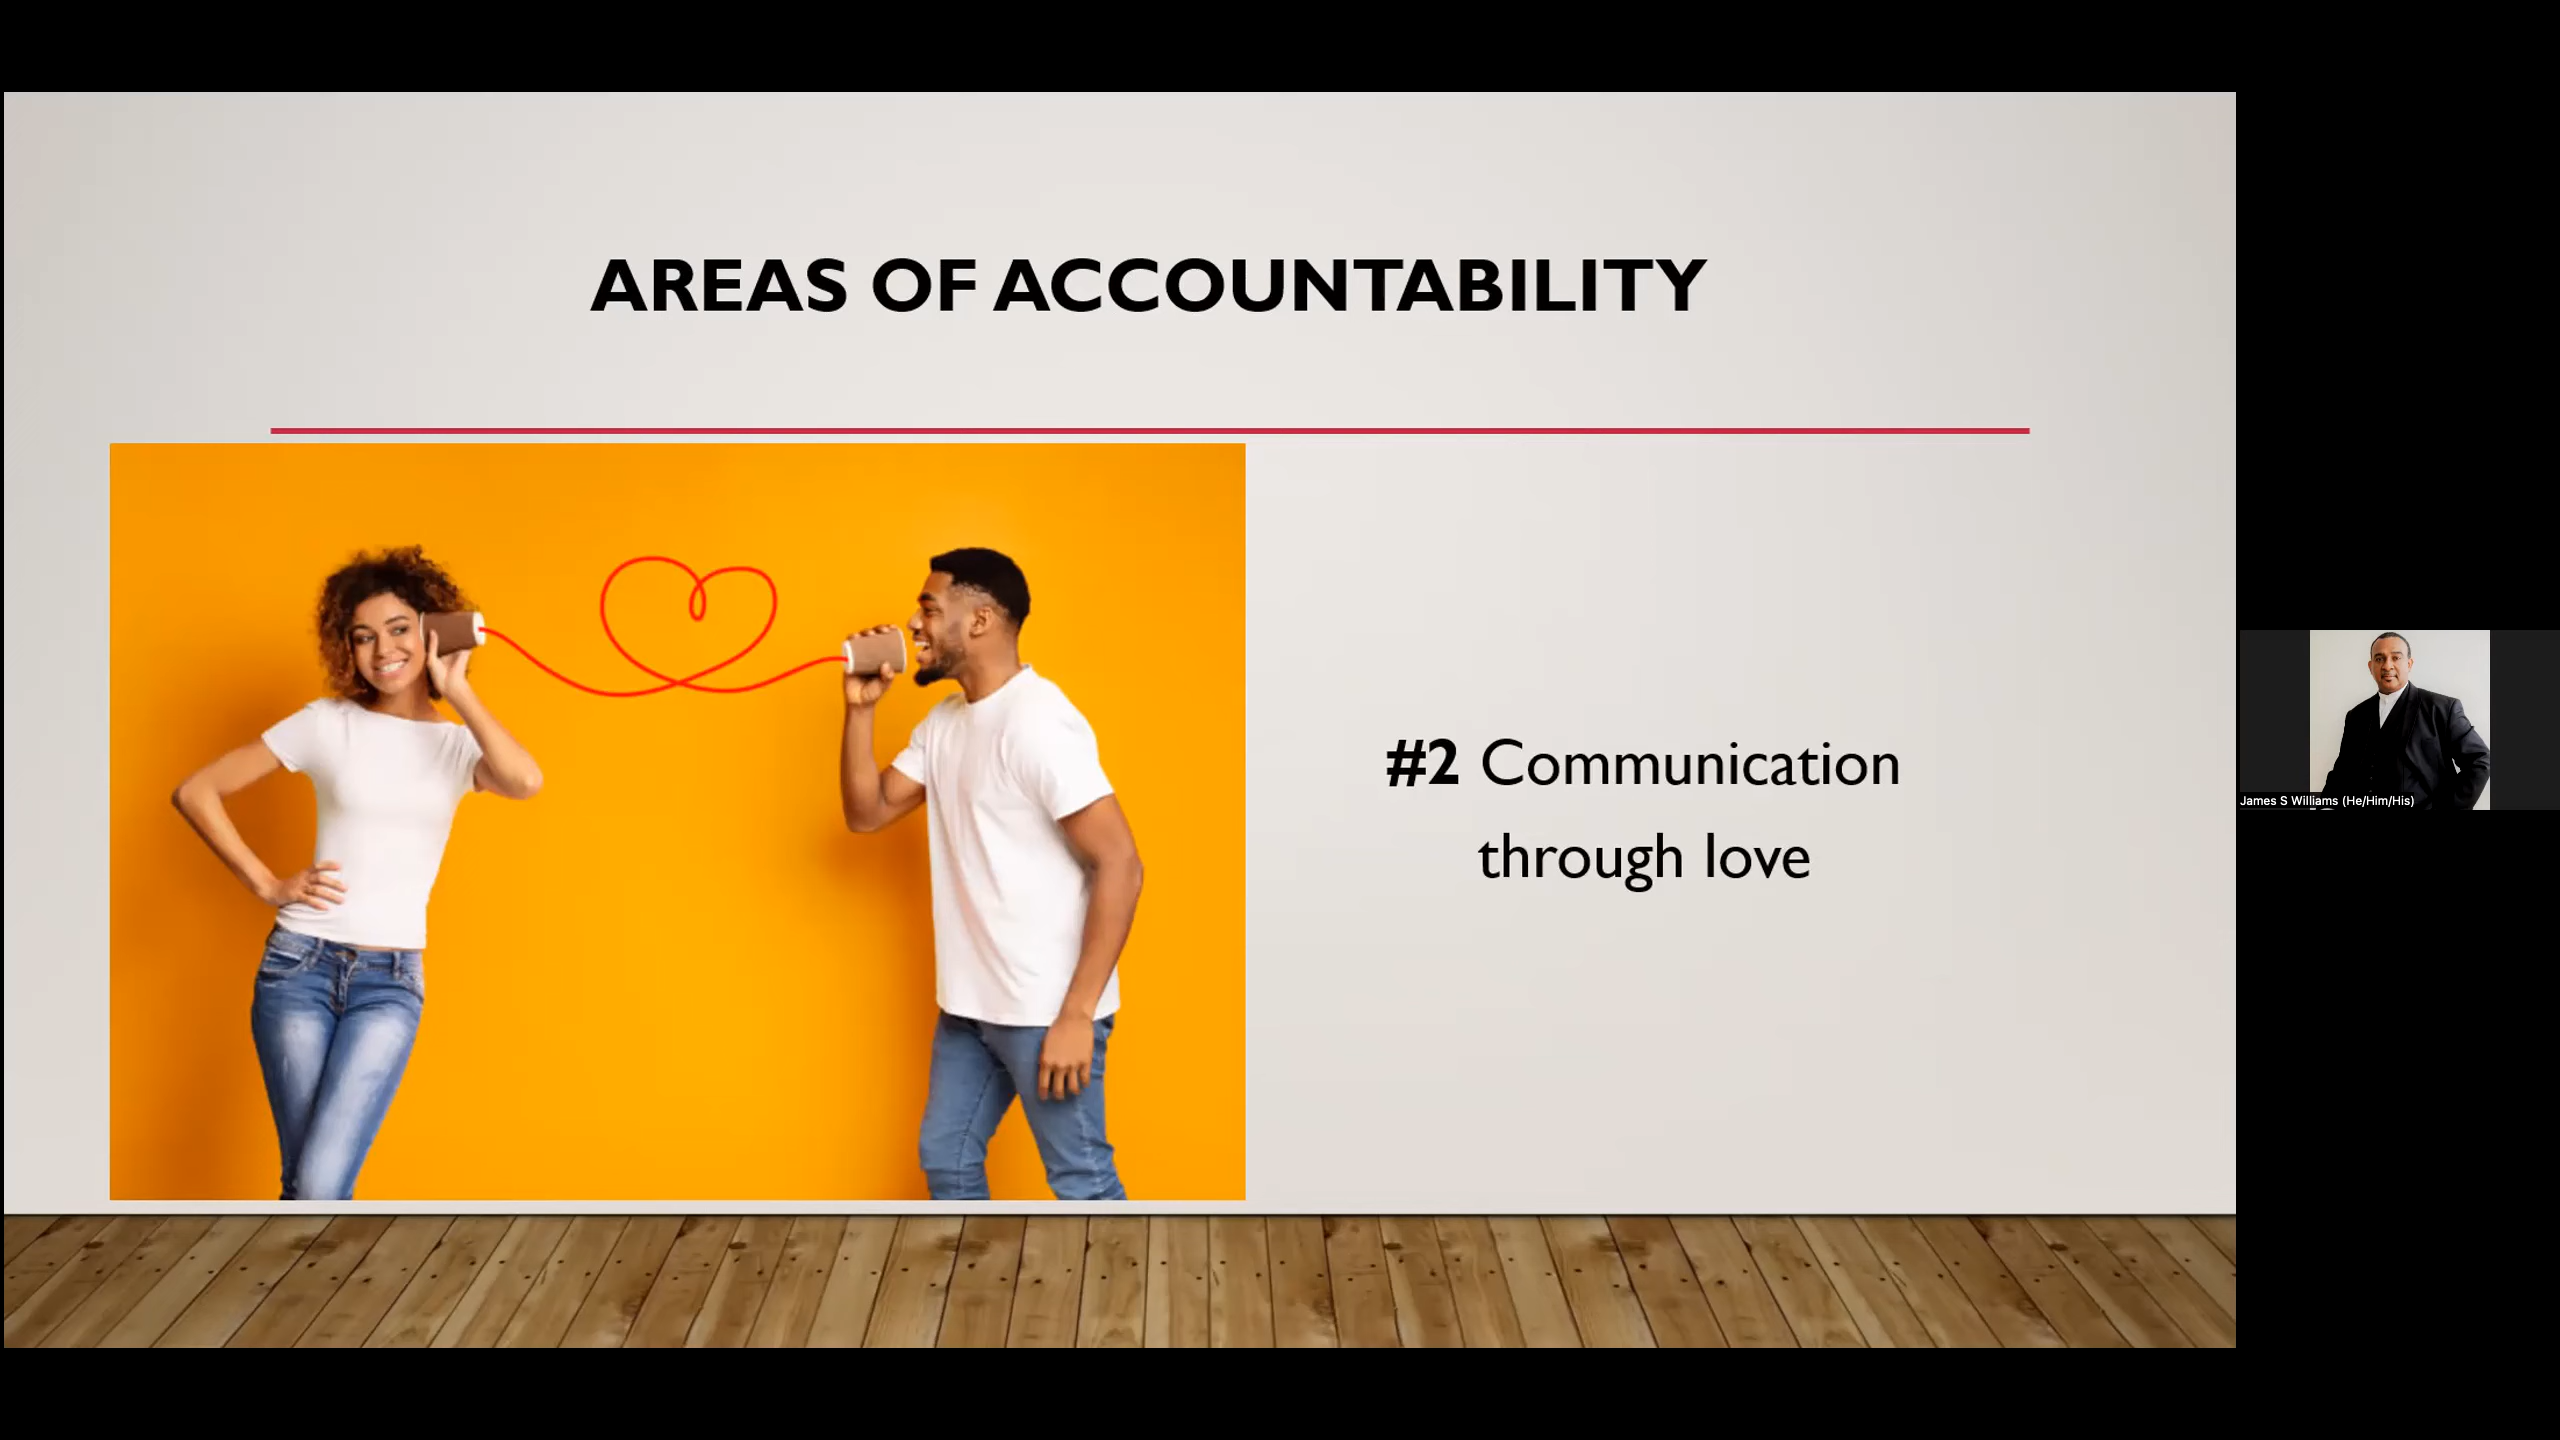 AREAS OF ACCOUNTABILITY
#2 Communication
through love
James S Williams (He/Him/His)